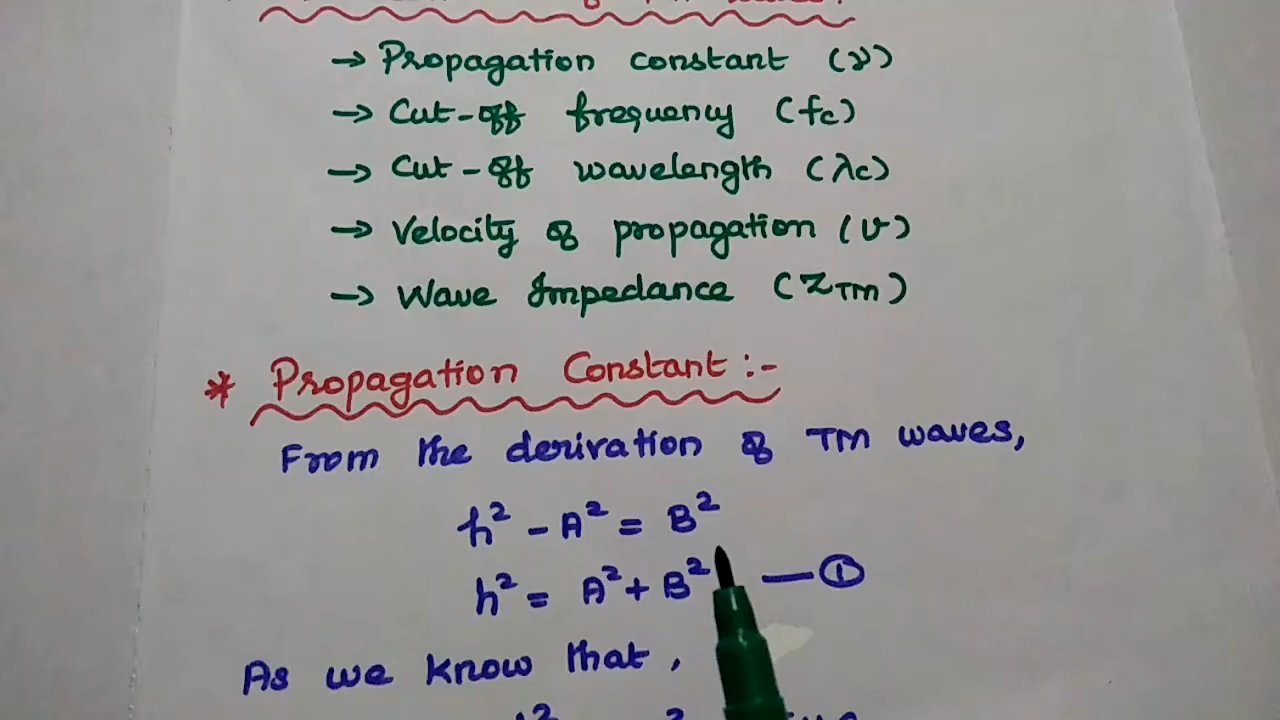 → Propagation constant (γ)
→ Cut-off frequency (fc)
→ Cut-off wavelength (λc)
→ Velocity of propagation (υ)
→ Wave Impedance (ZTM)
* Propagation Constant :-
From the derivation of TM waves,
h² - A² = B²
h² = A² + B² — ①
As we know that,